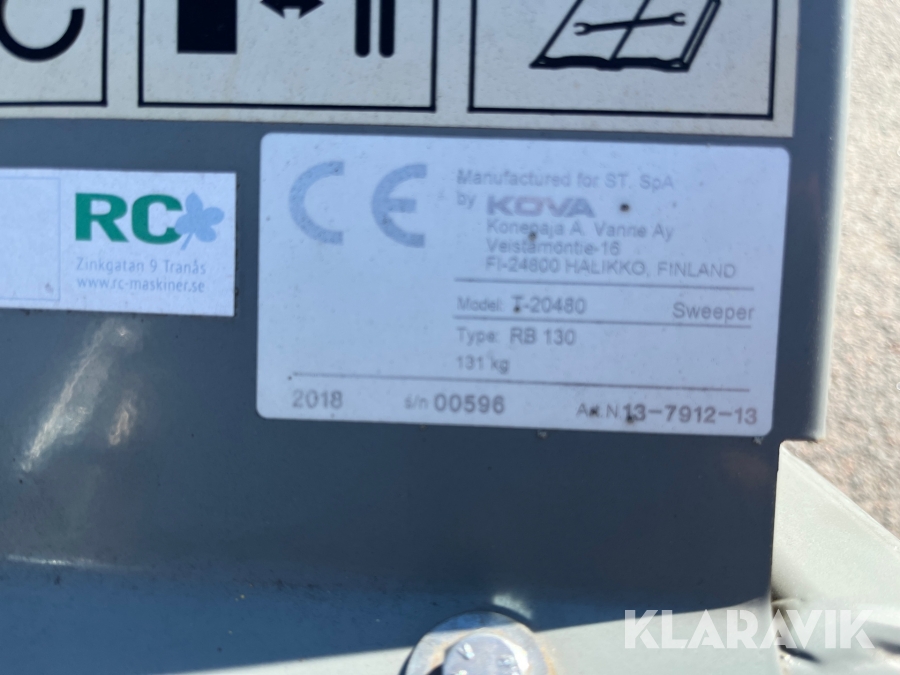 RC
Zinkgatan 9 Tranås
www.rc-maskiner.se
CE
Manufactured for ST. SpA
by KOVA
Konepaja A. Vanne Ay
Veistämöntie-16
FI-24800 HALIKKO, FINLAND
Model: T-20480 Sweeper
Type: RB 130
131 kg
2018 s/n 00596 Art.N 13-7912-13
KLARAVIK